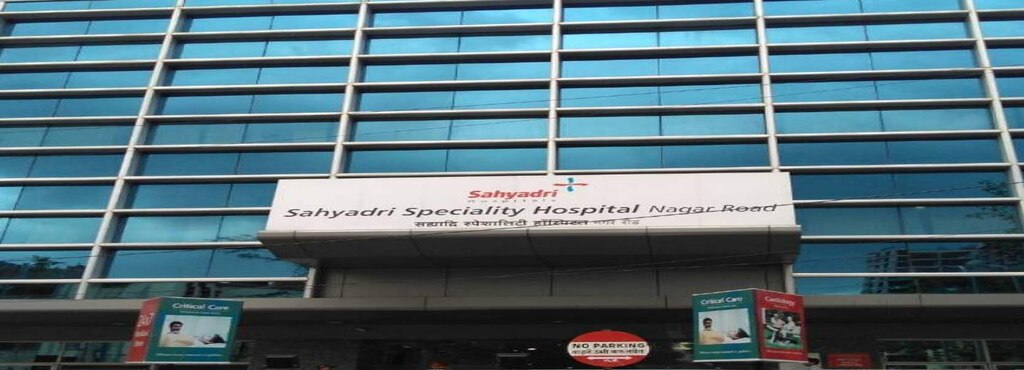 Sahyadri
Hospitals
Sahyadri Speciality Hospital Nagar Road
सह्याद्रि स्पेशालिटी हॉस्पिटल नगर रोड
Critical Care
Critical Care
Cardiology
NO PARKING